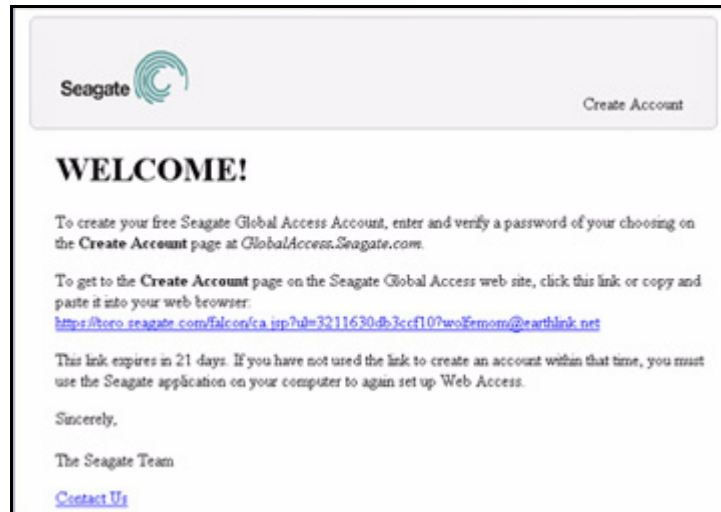 Seagate
Create Account
WELCOME!
To create your free Seagate Global Access Account, enter and verify a password of your choosing on
the Create Account page at GlobalAccess.Seagate.com.
To get to the Create Account page on the Seagate Global Access web site, click this link or copy and
paste it into your web browser:
https://toro.seagate.com/falcon/ca.jsp?ul=3211630db3ccf10?wolfemom@earthlink.net
This link expires in 21 days. If you have not used the link to create an account within that time, you must
use the Seagate application on your computer to again set up Web Access.
Sincerely,
The Seagate Team
Contact Us